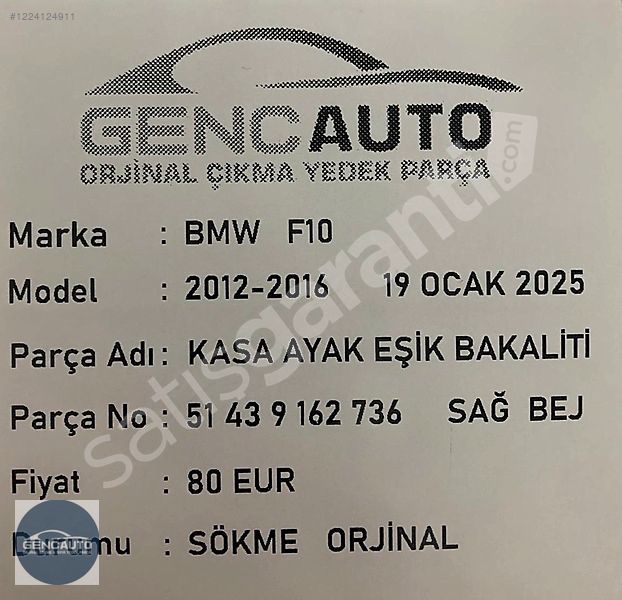 #1224124911
GENCAUTO
ORJİNAL ÇIKMA YEDEK PARÇA
Marka : BMW F10
Model : 2012-2016 19 OCAK 2025
Parça Adı : KASA AYAK EŞİK BAKALİTİ
Parça No : 51 43 9 162 736 SAĞ BEJ
Fiyat : 80 EUR
Durumu : SÖKME ORJİNAL
satışgaranti.com
GENCAUTO